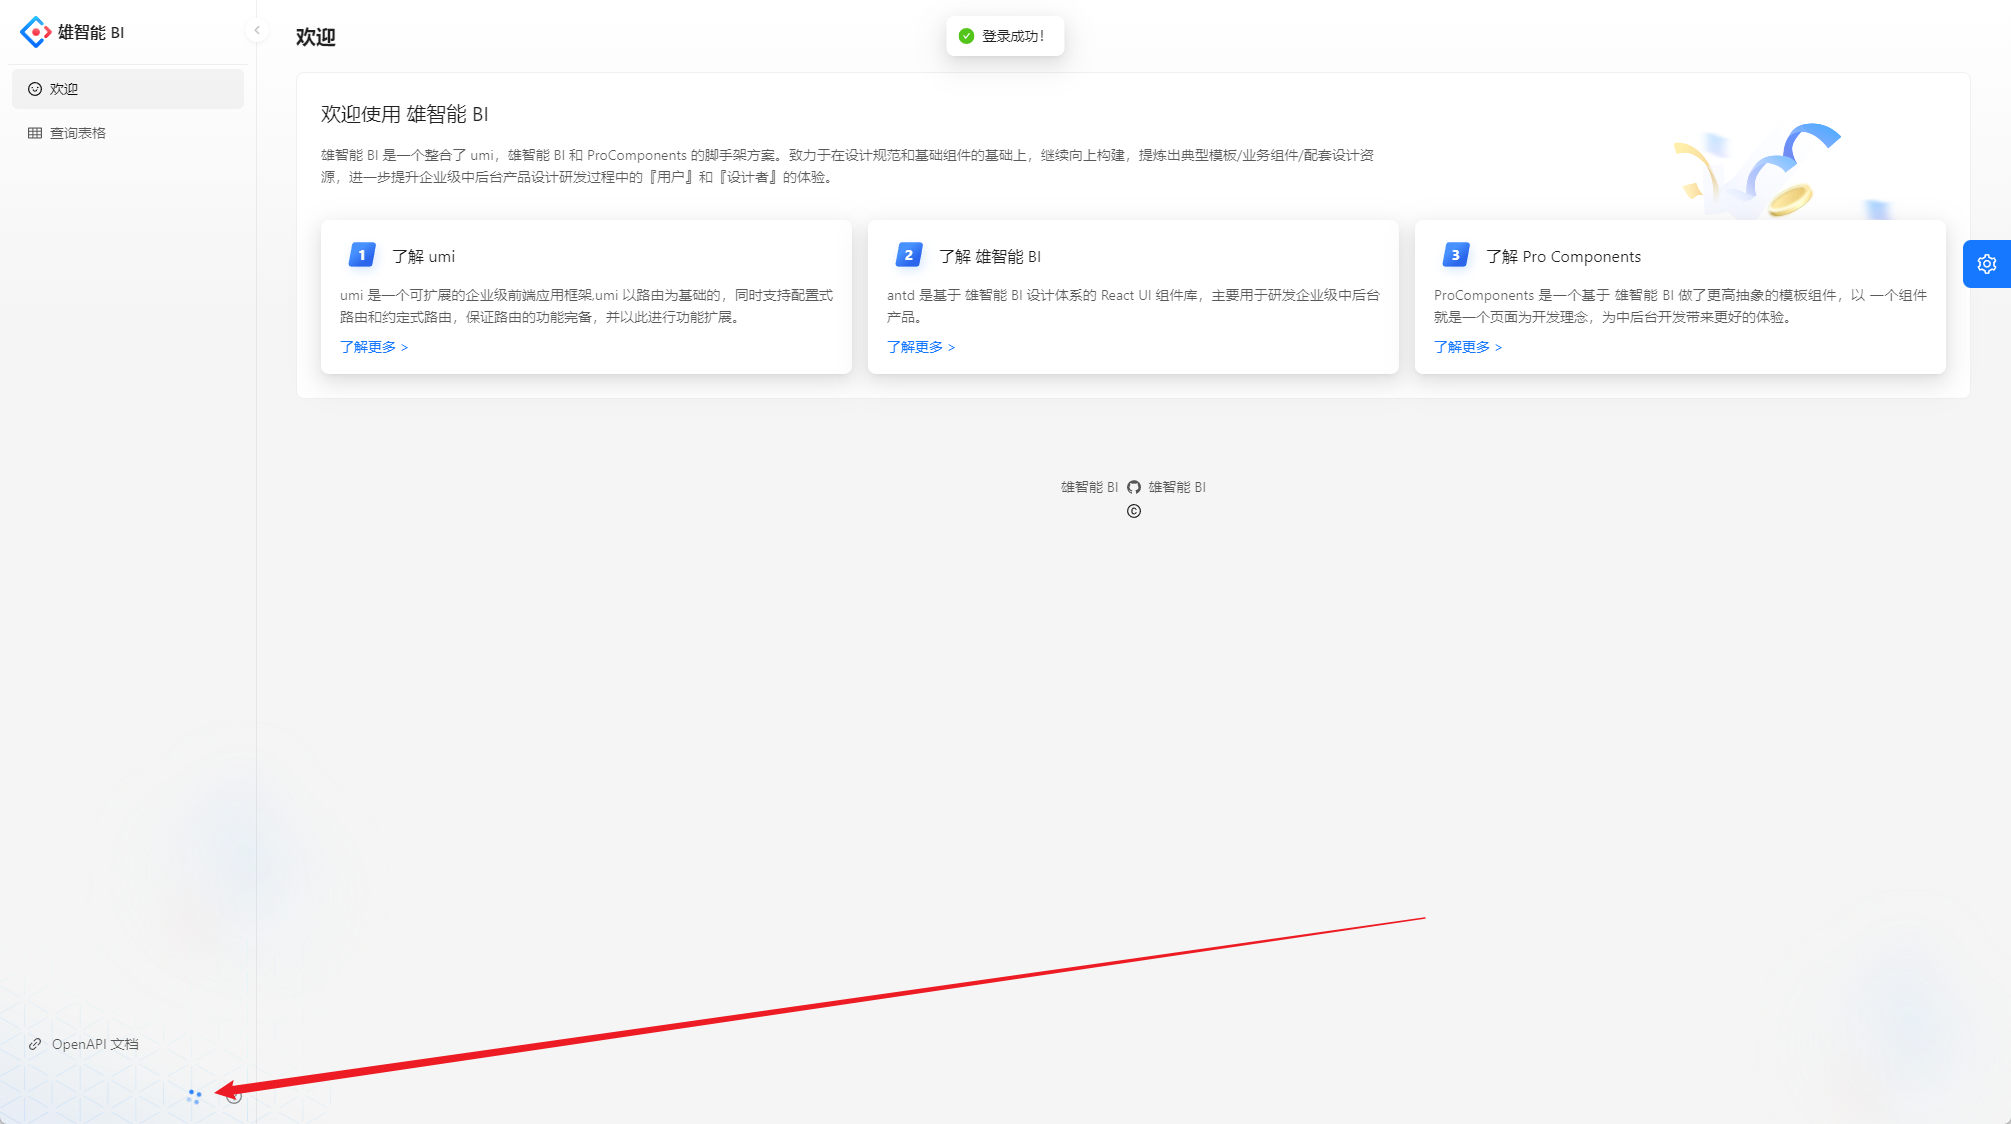 雄智能 BI
欢迎
查询表格
OpenAPI 文档
欢迎
登录成功！
欢迎使用 雄智能 BI
雄智能 BI 是一个整合了 umi，雄智能 BI 和 ProComponents 的脚手架方案。致力于在设计规范和基础组件的基础上，继续向上构建，提炼出典型模板/业务组件/配套设计资
源，进一步提升企业级中后台产品设计研发过程中的『用户』和『设计者』的体验。
1 了解 umi
umi 是一个可扩展的企业级前端应用框架,umi 以路由为基础的，同时支持配置式
路由和约定式路由，保证路由的功能完备，并以此进行功能扩展。
了解更多 >
2 了解 雄智能 BI
antd 是基于 雄智能 BI 设计体系的 React UI 组件库，主要用于研发企业级中后台
产品。
了解更多 >
3 了解 Pro Components
ProComponents 是一个基于 雄智能 BI 做了更高抽象的模板组件，以 一个组件
就是一个页面为开发理念，为中后台开发带来更好的体验。
了解更多 >
雄智能 BI 雄智能 BI
©